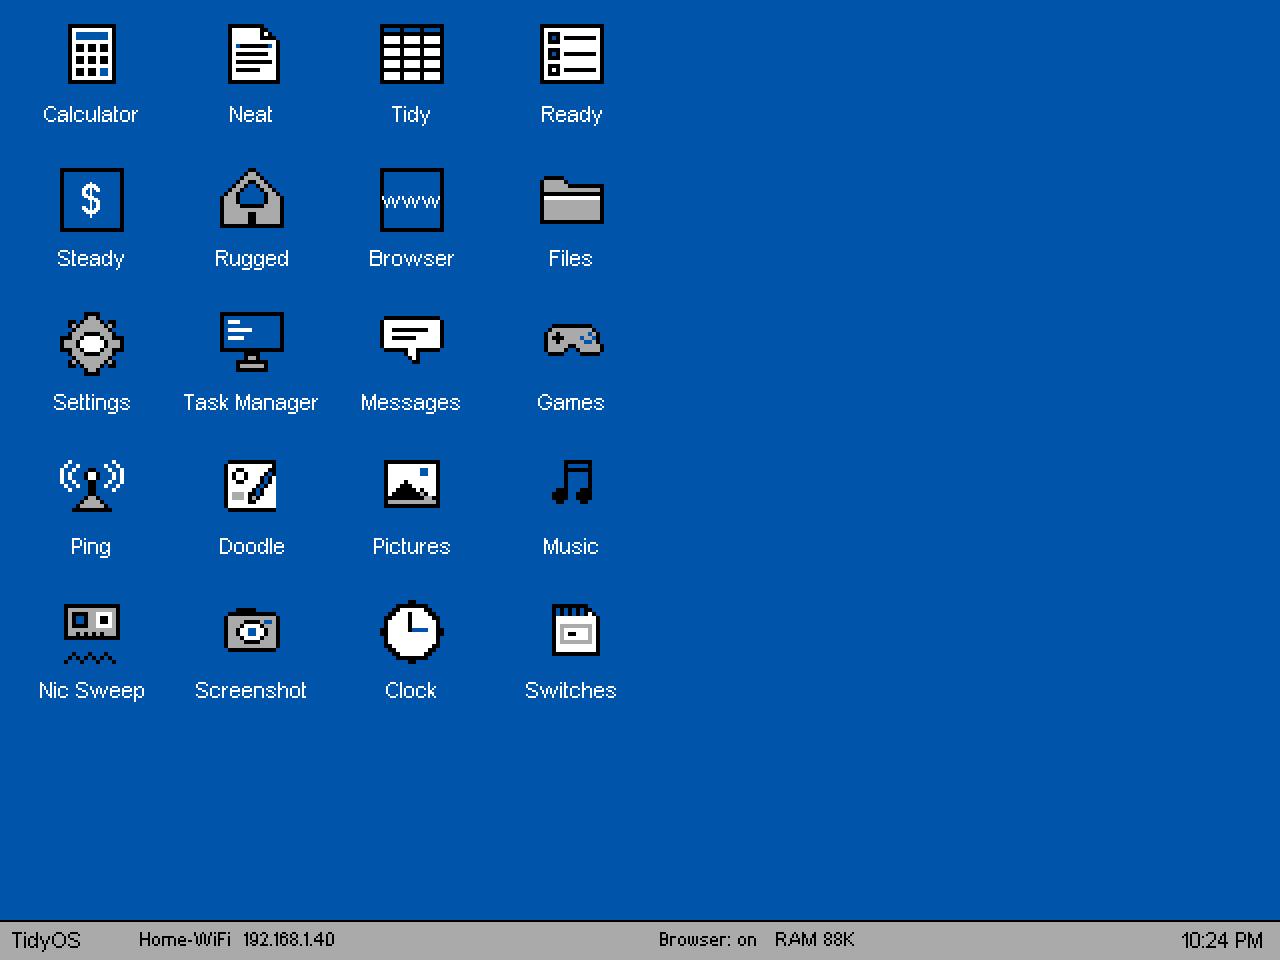 Calculator Neat Tidy Ready
$ www
Steady Rugged Browser Files
Settings Task Manager Messages Games
Ping Doodle Pictures Music
Nic Sweep Screenshot Clock Switches
TidyOS Home-WiFi 192.168.1.40 Browser: on RAM 88K 10:24 PM